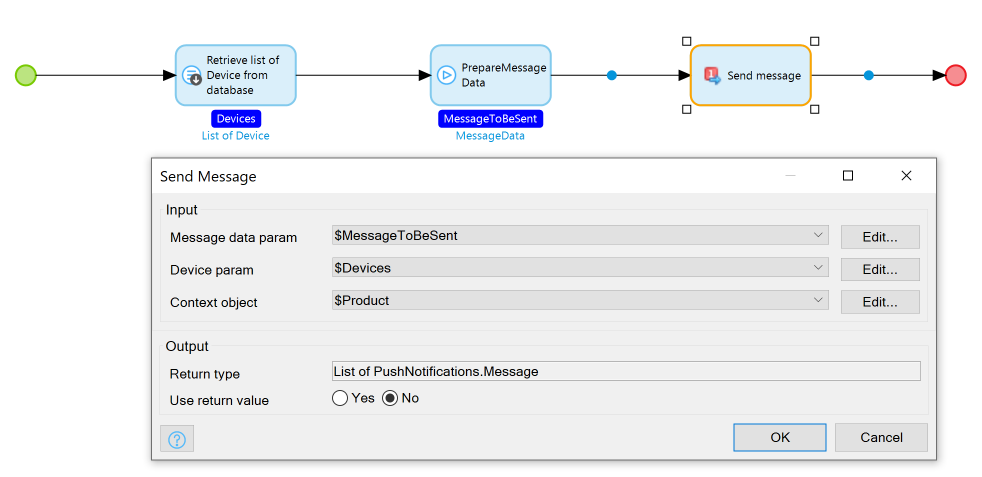 Retrieve list of
Device from
database
Devices
List of Device
PrepareMessage
Data
MessageToBeSent
MessageData
1
Send message
Send Message
Input
Message data param
$MessageToBeSent
Edit...
Device param
$Devices
Edit...
Context object
$Product
Edit...
Output
Return type
List of PushNotifications.Message
Use return value
Yes
No
?
OK
Cancel